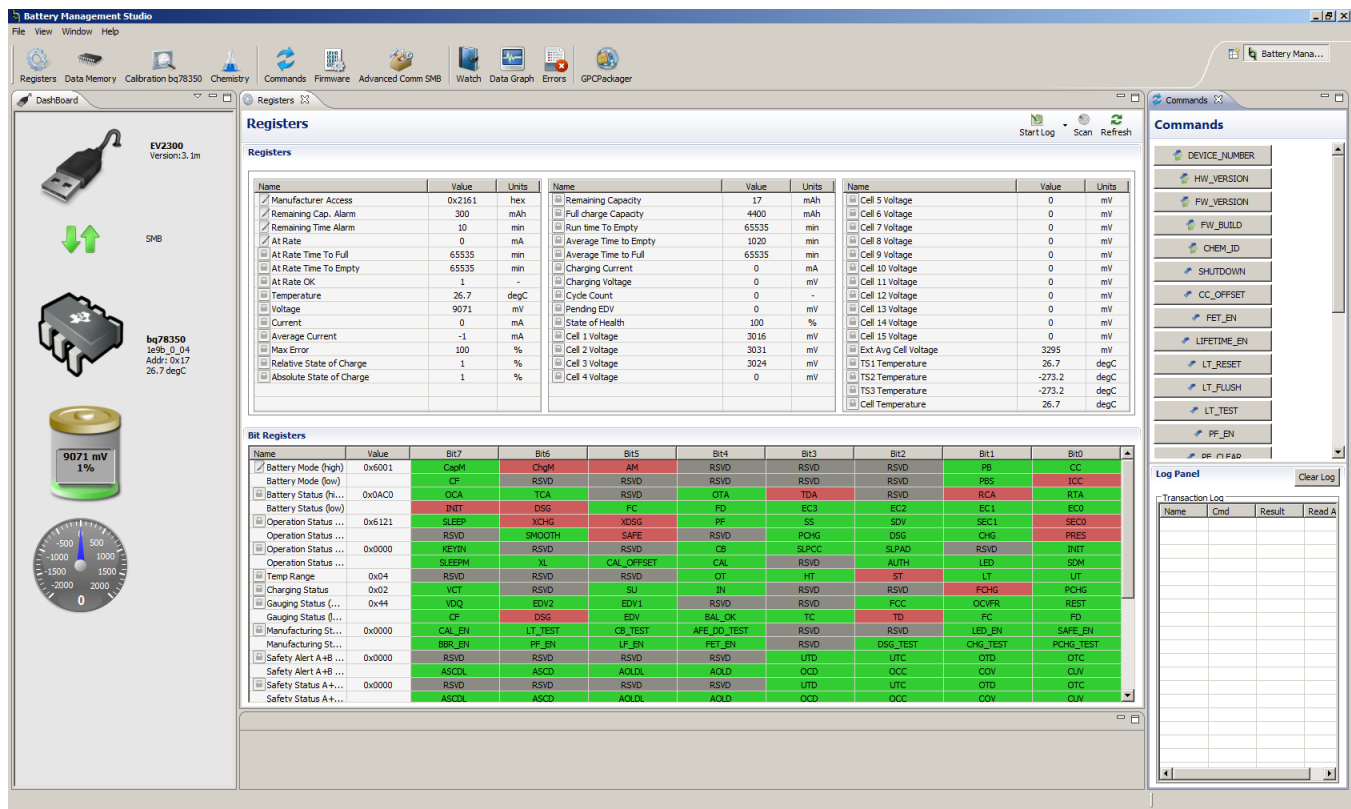 Battery Management Studio
File View Window Help
Registers Data Memory Calibration bq78350 Chemistry Commands Firmware Advanced Comm SMB Watch Data Graph Errors GPCPackager
Battery Mana...
DashBoard
EV2300
Version:3.1m
SMB
bq78350
1e9b_0_04
Addr: 0x17
26.7 degC
9071 mV
1%
-500 500
-1000 1000
-1500 1500
-2000 2000
0
Registers
Registers
Start Log Scan Refresh
Registers
Name Value Units Name Value Units Name Value Units
Manufacturer Access 0x2161 hex Remaining Capacity 17 mAh Cell 5 Voltage 0 mV
Remaining Cap. Alarm 300 mAh Full charge Capacity 4400 mAh Cell 6 Voltage 0 mV
Remaining Time Alarm 10 min Run time To Empty 65535 min Cell 7 Voltage 0 mV
At Rate 0 mA Average Time to Empty 1020 min Cell 8 Voltage 0 mV
At Rate Time To Full 65535 min Average Time to Full 65535 min Cell 9 Voltage 0 mV
At Rate Time To Empty 65535 min Charging Current 0 mA Cell 10 Voltage 0 mV
At Rate OK 1 - Charging Voltage 0 mV Cell 11 Voltage 0 mV
Temperature 26.7 degC Cycle Count 0 - Cell 12 Voltage 0 mV
Voltage 9071 mV Pending EDV 0 mV Cell 13 Voltage 0 mV
Current 0 mA State of Health 100 % Cell 14 Voltage 0 mV
Average Current -1 mA Cell 1 Voltage 3016 mV Cell 15 Voltage 0 mV
Max Error 100 % Cell 2 Voltage 3031 mV Ext Avg Cell Voltage 3295 mV
Relative State of Charge 1 % Cell 3 Voltage 3024 mV TS1 Temperature 26.7 degC
Absolute State of Charge 1 % Cell 4 Voltage 0 mV TS2 Temperature -273.2 degC
TS3 Temperature -273.2 degC
Cell Temperature 26.7 degC
Bit Registers
Name Value Bit7 Bit6 Bit5 Bit4 Bit3 Bit2 Bit1 Bit0
Battery Mode (high) 0x6001 CapM ChgM AM RSVD RSVD RSVD PB CC
Battery Mode (low) CF RSVD RSVD RSVD RSVD RSVD PBS ICC
Battery Status (hi... 0x0AC0 OCA TCA RSVD OTA TDA RSVD RCA RTA
Battery Status (low) INIT DSG FC FD EC3 EC2 EC1 EC0
Operation Status ... 0x6121 SLEEP XCHG XDSG PF SS SDV SEC1 SEC0
Operation Status ... RSVD SMOOTH SAFE RSVD PCHG DSG CHG PRES
Operation Status ... 0x0000 KEYIN RSVD RSVD CB SLPCC SLPAD RSVD INIT
Operation Status ... SLEEPM XL CAL_OFFSET CAL RSVD AUTH LED SDM
Temp Range 0x04 RSVD RSVD RSVD OT HT ST LT UT
Charging Status 0x02 VCT RSVD SU IN RSVD RSVD FCHG PCHG
Gauging Status (... 0x44 VDQ EDV2 EDV1 RSVD RSVD FCC OCVFR REST
Gauging Status (l... CF DSG EDV BAL_OK TC TD FC FD
Manufacturing St... 0x0000 CAL_EN LT_TEST CB_TEST AFE_DD_TEST RSVD RSVD LED_EN SAFE_EN
Manufacturing St... BBR_EN PF_EN LF_EN FET_EN RSVD DSG_TEST CHG_TEST PCHG_TEST
Safety Alert A+B ... 0x0000 RSVD RSVD RSVD RSVD UTD UTC OTD OTC
Safety Alert A+B ... ASCDL ASCD AOLDL AOLD OCD OCC COV CUV
Safety Status A+... 0x0000 RSVD RSVD RSVD RSVD UTD UTC OTD OTC
Safety Status A+... ASCDL ASCD AOLDL AOLD OCD OCC COV CUV
Commands
Commands
DEVICE_NUMBER
HW_VERSION
FW_VERSION
FW_BUILD
CHEM_ID
SHUTDOWN
CC_OFFSET
FET_EN
LIFETIME_EN
LT_RESET
LT_FLUSH
LT_TEST
PF_EN
PF_CLEAR
Log Panel
Clear Log
Transaction Log
Name Cmd Result Read A